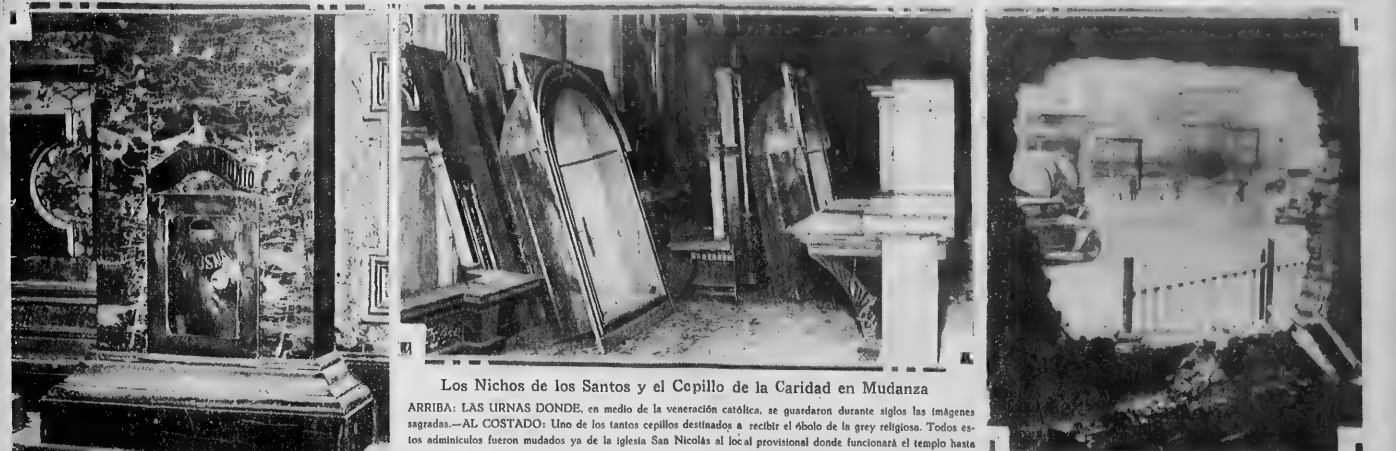 SAN ANTONIO
LIMOSNA
Los Nichos de los Santos y el Cepillo de la Caridad en Mudanza
ARRIBA: LAS URNAS DONDE, en medio de la veneración católica, se guardaron durante siglos las imágenes
sagradas.—AL COSTADO: Uno de los tantos cepillos destinados a recibir el óbolo de la grey religiosa. Todos es-
tos adminículos fueron mudados ya de la iglesia San Nicolás al local provisional donde funcionará el templo hasta